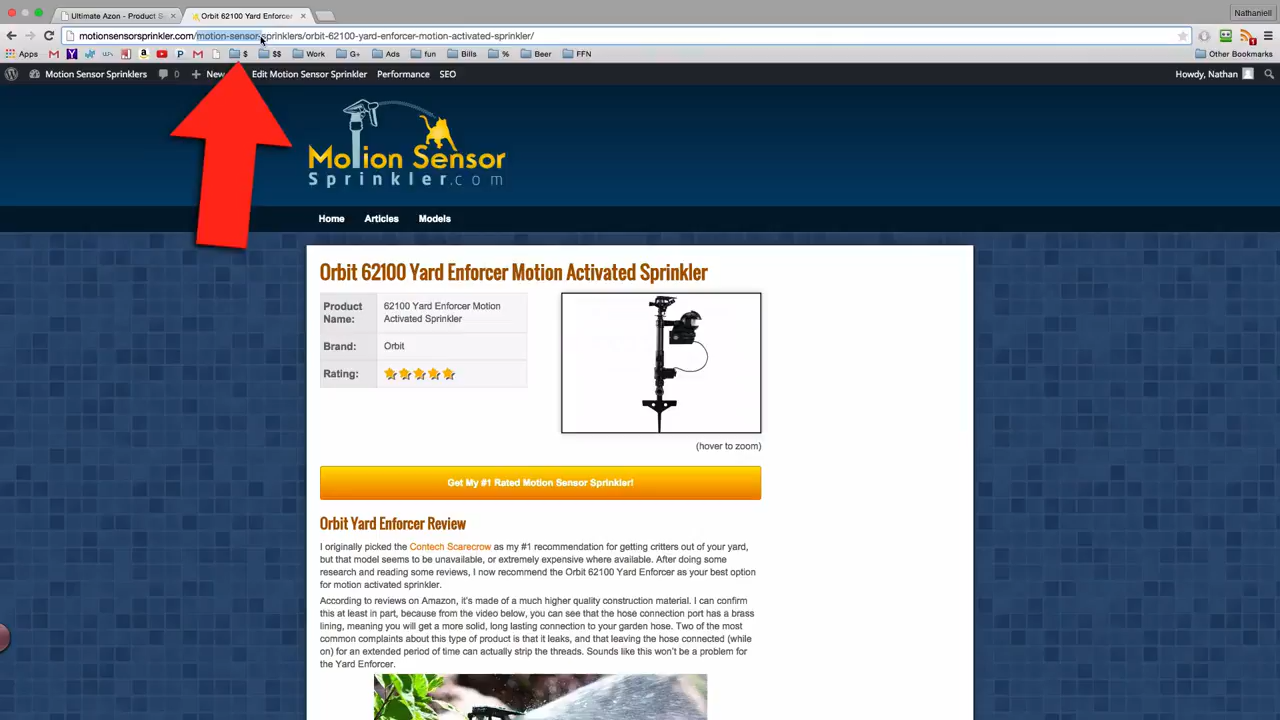 Ultimate Azon - Product S
Orbit 62100 Yard Enforcer
Nathaniell
motionsensorsprinkler.com/motion-sensor-sprinklers/orbit-62100-yard-enforcer-motion-activated-sprinkler/
Apps $ $$ Work G+ Ads fun Bills % Beer FFN Other Bookmarks
Motion Sensor Sprinklers 0 New Edit Motion Sensor Sprinkler Performance SEO Howdy, Nathan
Motion Sensor
Sprinkler.com
Home Articles Models
Orbit 62100 Yard Enforcer Motion Activated Sprinkler
Product Name: 62100 Yard Enforcer Motion
Activated Sprinkler
Brand: Orbit
Rating:
(hover to zoom)
Get My #1 Rated Motion Sensor Sprinkler!
Orbit Yard Enforcer Review
I originally picked the Contech Scarecrow as my #1 recommendation for getting critters out of your yard,
but that model seems to be unavailable, or extremely expensive where available. After doing some
research and reading some reviews, I now recommend the Orbit 62100 Yard Enforcer as your best option
for motion activated sprinkler.
According to reviews on Amazon, it's made of a much higher quality construction material. I can confirm
this at least in part, because from the video below, you can see that the hose connection port has a brass
lining, meaning you will get a more solid, long lasting connection to your garden hose. Two of the most
common complaints about this type of product is that it leaks, and that leaving the hose connected (while
on) for an extended period of time can actually strip the threads. Sounds like this won't be a problem for
the Yard Enforcer.